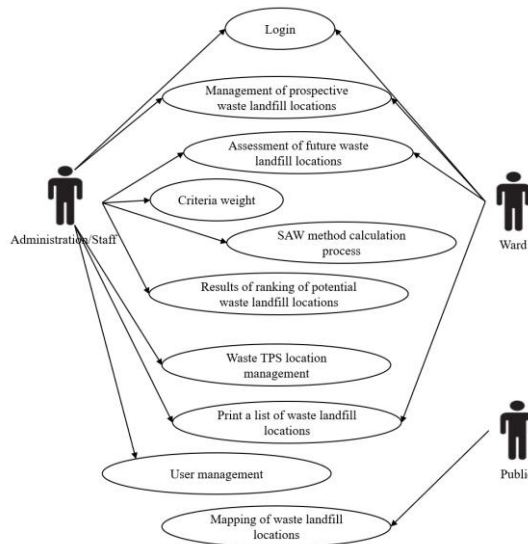 Login
Management of prospective
waste landfill locations
Assessment of future waste
landfill locations
Criteria weight
Administration/Staff
SAW method calculation
process
Ward
Results of ranking of potential
waste landfill locations
Waste TPS location
management
Print a list of waste landfill
locations
User management
Public
Mapping of waste landfill
locations